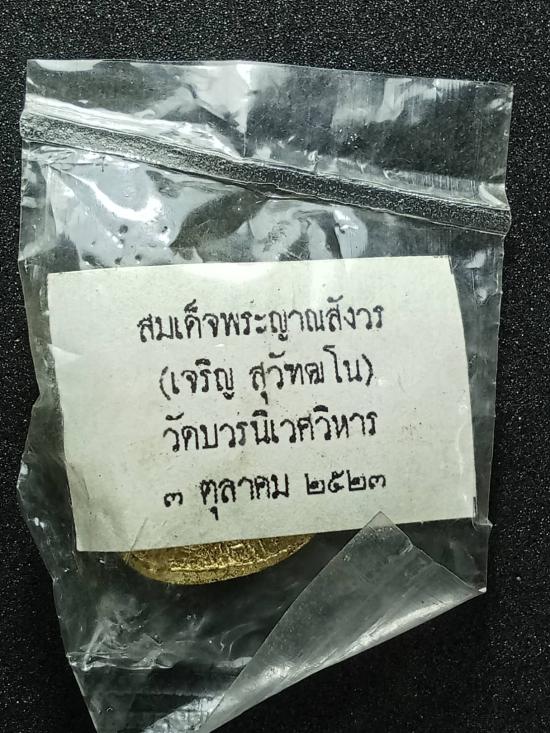 สมเด็จพระญาณสังวร
(เจริญ สุวัฑฒโน)
วัดบวรนิเวศวิหาร
๓ ตุลาคม ๒๕๒๓